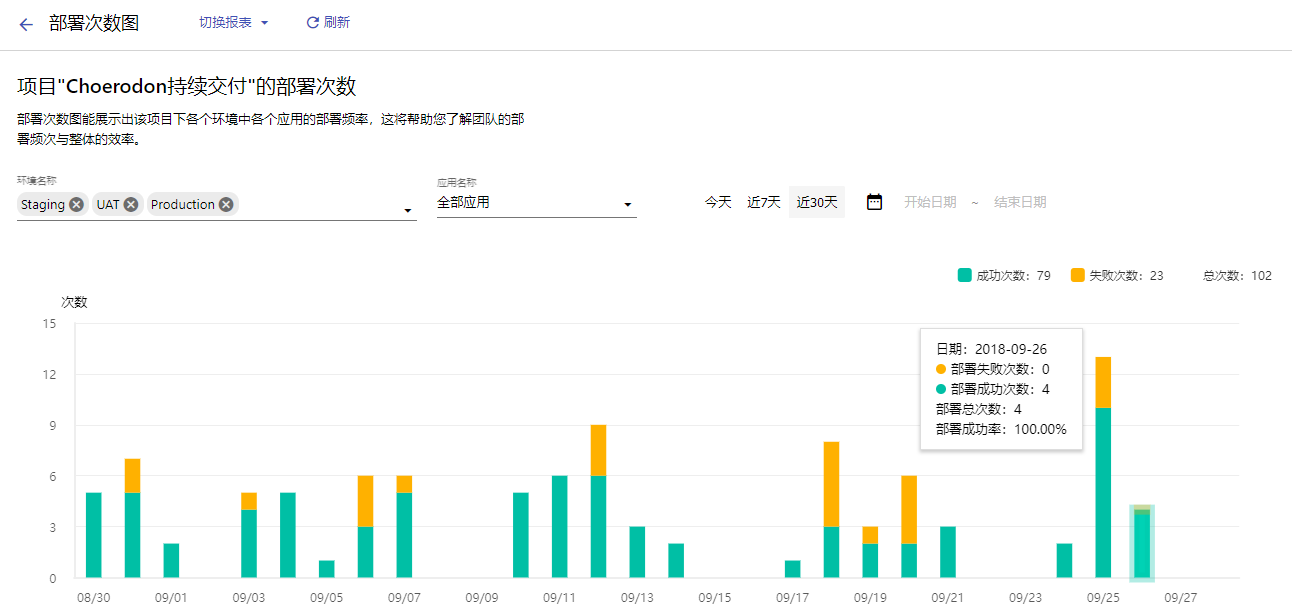 部署次数图
切换报表
刷新
项目"Choerodon持续交付"的部署次数
部署次数图能展示出该项目下各个环境中各个应用的部署频率，这将帮助您了解团队的部
署频次与整体的效率。
环境名称
Staging UAT Production
应用名称
全部应用
今天 近7天 近30天 开始日期 ~ 结束日期
成功次数：79 失败次数：23 总次数：102
次数
15
12
9
6
3
0
日期：2018-09-26
部署失败次数：0
部署成功次数：4
部署总次数：4
部署成功率：100.00%
08/30 09/01 09/03 09/05 09/07 09/09 09/11 09/13 09/15 09/17 09/19 09/21 09/23 09/25 09/27